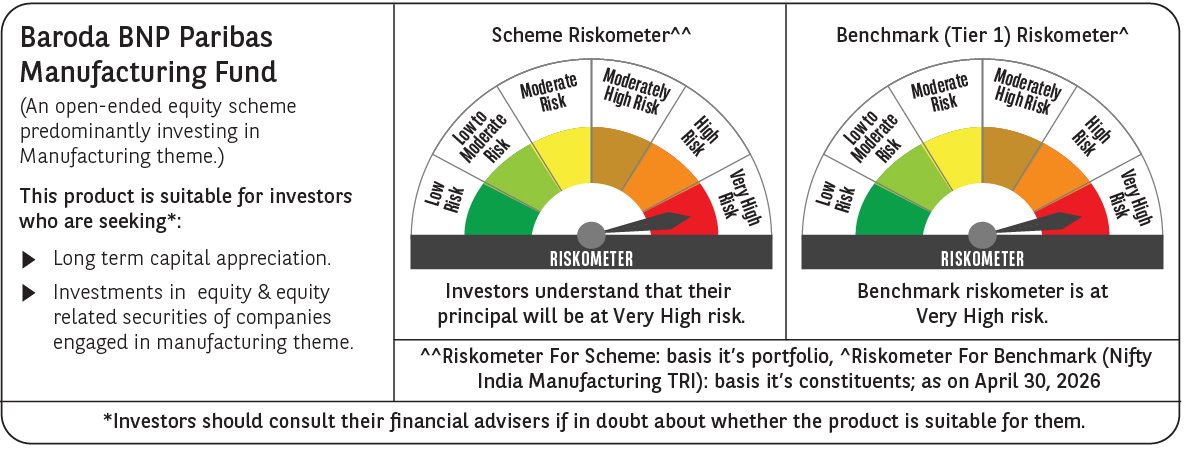 Baroda BNP Paribas
Manufacturing Fund
(An open-ended equity scheme
predominantly investing in
Manufacturing theme.)
This product is suitable for investors
who are seeking*:
Long term capital appreciation.
Investments in equity & equity
related securities of companies
engaged in manufacturing theme.
Scheme Riskometer^^
Low
Risk
Low to
Moderate
Risk
Moderate
Risk
Moderately
High Risk
High
Risk
Very High
Risk
RISKOMETER
Investors understand that their
principal will be at Very High risk.
Benchmark (Tier 1) Riskometer^
Low
Risk
Low to
Moderate
Risk
Moderate
Risk
Moderately
High Risk
High
Risk
Very High
Risk
RISKOMETER
Benchmark riskometer is at
Very High risk.
^^Riskometer For Scheme: basis it's portfolio, ^Riskometer For Benchmark (Nifty
India Manufacturing TRI): basis it's constituents; as on April 30, 2026
*Investors should consult their financial advisers if in doubt about whether the product is suitable for them.